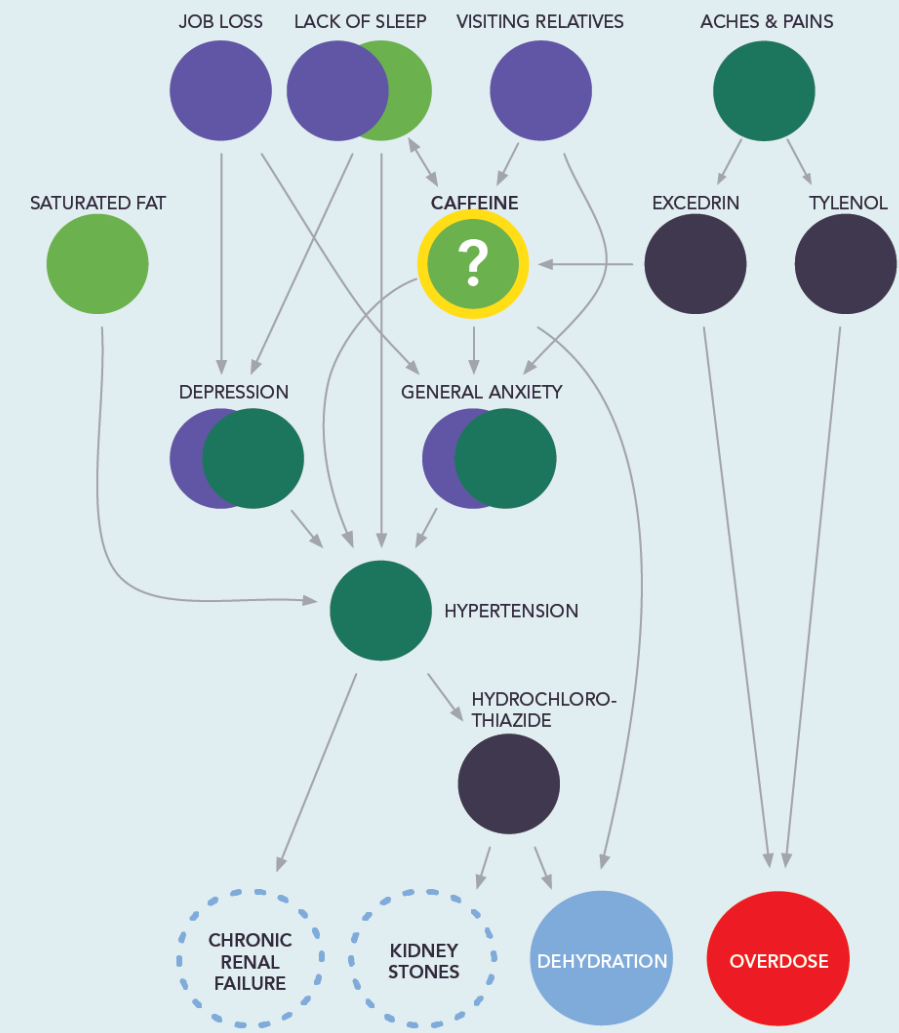 JOB LOSS
LACK OF SLEEP
VISITING RELATIVES
ACHES & PAINS
SATURATED FAT
CAFFEINE
EXCEDRIN
TYLENOL
?
DEPRESSION
GENERAL ANXIETY
HYPERTENSION
HYDROCHLORO-
THIAZIDE
CHRONIC
RENAL
FAILURE
KIDNEY
STONES
DEHYDRATION
OVERDOSE